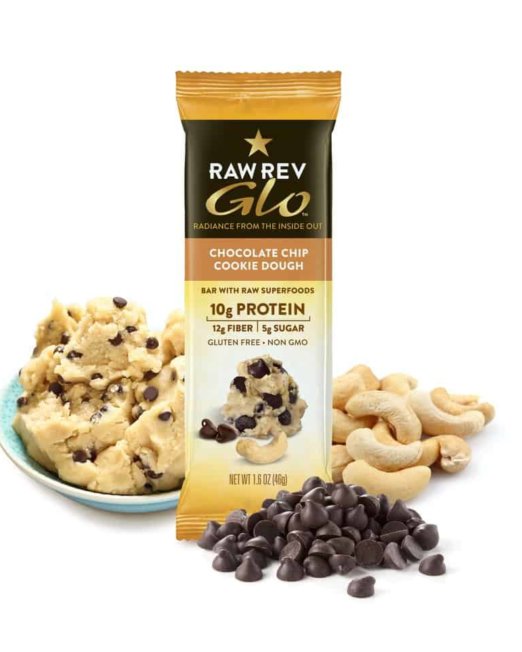 RAW REV
Glo™
RADIANCE FROM THE INSIDE OUT
CHOCOLATE CHIP
COOKIE DOUGH
BAR WITH RAW SUPERFOODS
10g PROTEIN
12g FIBER | 5g SUGAR
GLUTEN FREE • NON GMO
NET WT 1.6 OZ (46g)